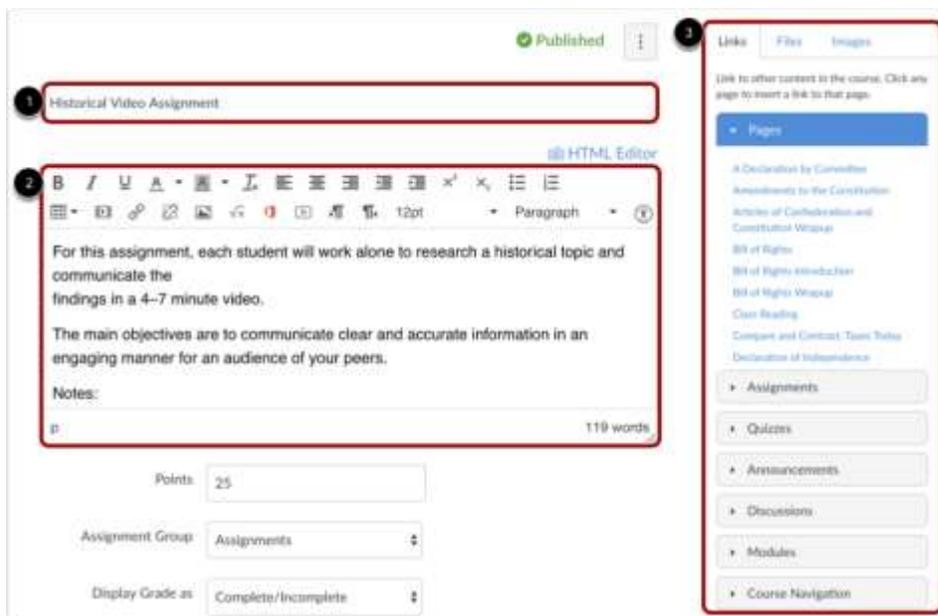 Published
1
Historical Video Assignment
HTML Editor
2
B I U A A
12pt
Paragraph
For this assignment, each student will work alone to research a historical topic and
communicate the
findings in a 4–7 minute video.
The main objectives are to communicate clear and accurate information in an
engaging manner for an audience of your peers.
Notes:
p
119 words
Points
25
Assignment Group
Assignments
Display Grade as
Complete/Incomplete
3
Links
Files
Images
Link to other content in the course. Click any
page to insert a link to that page.
Pages
A Declaration by Committee
Amendments to the Constitution
Articles of Confederation and
Constitution Wrapup
Bill of Rights
Bill of Rights Introduction
Bill of Rights Wrapup
Class Reading
Compare and Contrast: Taxes Today
Declaration of Independence
Assignments
Quizzes
Announcements
Discussions
Modules
Course Navigation